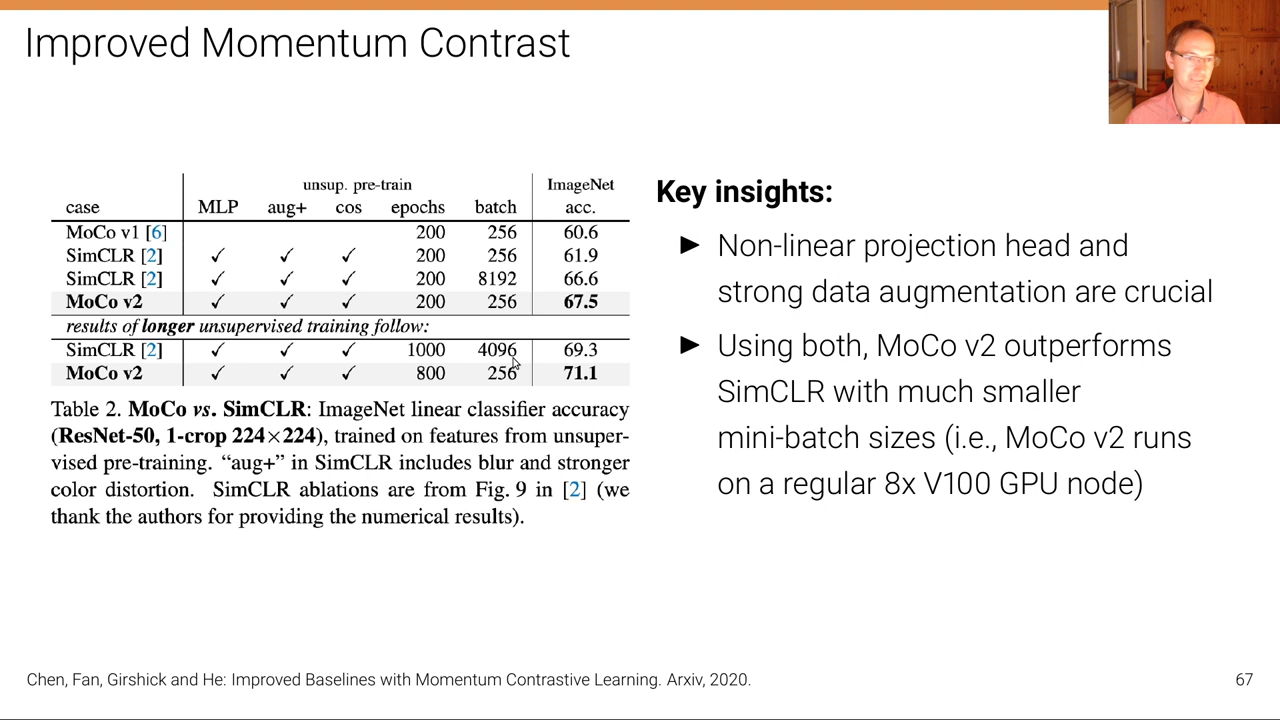 Improved Momentum Contrast
unsup. pre-train ImageNet
case MLP aug+ cos epochs batch acc.
MoCo v1 [6] 200 256 60.6
SimCLR [2] ✓ ✓ ✓ 200 256 61.9
SimCLR [2] ✓ ✓ ✓ 200 8192 66.6
MoCo v2 ✓ ✓ ✓ 200 256 67.5
results of longer unsupervised training follow:
SimCLR [2] ✓ ✓ ✓ 1000 4096 69.3
MoCo v2 ✓ ✓ ✓ 800 256 71.1
Table 2. MoCo vs. SimCLR: ImageNet linear classifier accuracy
(ResNet-50, 1-crop 224×224), trained on features from unsuper-
vised pre-training. “aug+” in SimCLR includes blur and stronger
color distortion. SimCLR ablations are from Fig. 9 in [2] (we
thank the authors for providing the numerical results).
Key insights:
► Non-linear projection head and
strong data augmentation are crucial
► Using both, MoCo v2 outperforms
SimCLR with much smaller
mini-batch sizes (i.e., MoCo v2 runs
on a regular 8x V100 GPU node)
Chen, Fan, Girshick and He: Improved Baselines with Momentum Contrastive Learning. Arxiv, 2020.
67